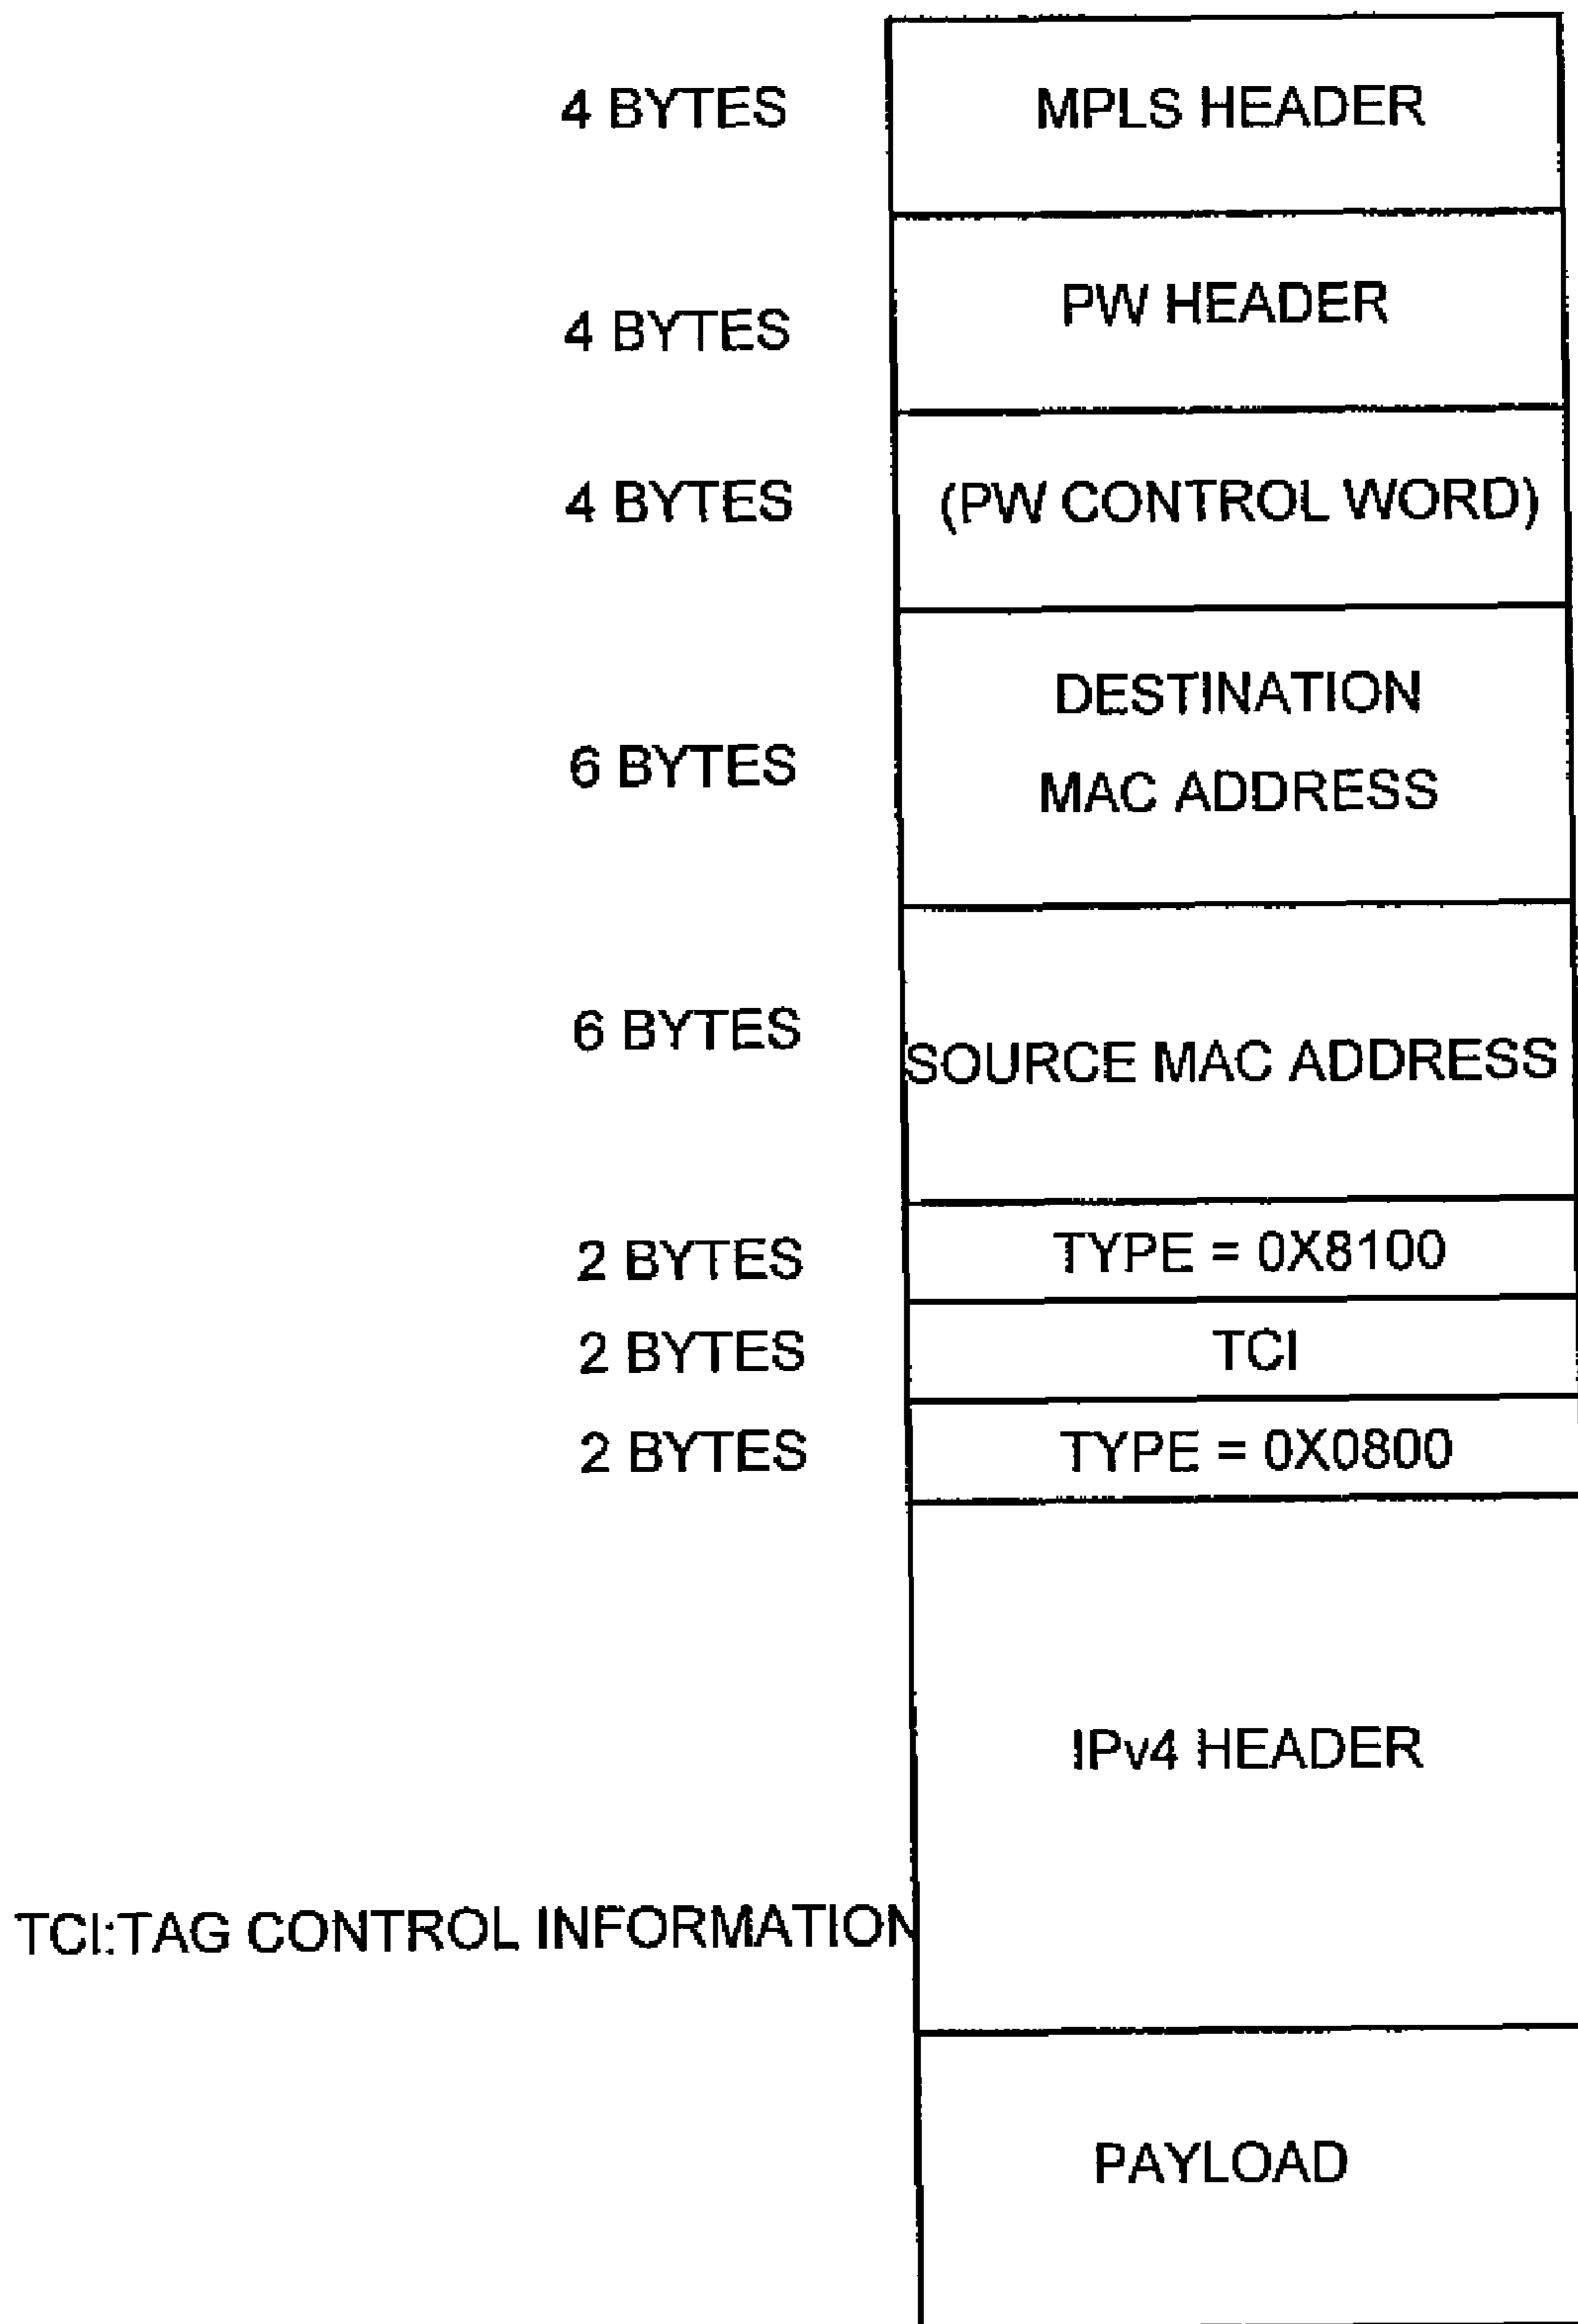 4 BYTES MPLS HEADER
4 BYTES PW HEADER
4 BYTES (PW CONTROL WORD)
6 BYTES DESTINATION
MAC ADDRESS
6 BYTES SOURCE MAC ADDRESS
2 BYTES TYPE = 0X8100
2 BYTES TCI
2 BYTES TYPE = 0X0800
IPv4 HEADER
TCI:TAG CONTROL INFORMATION
PAYLOAD